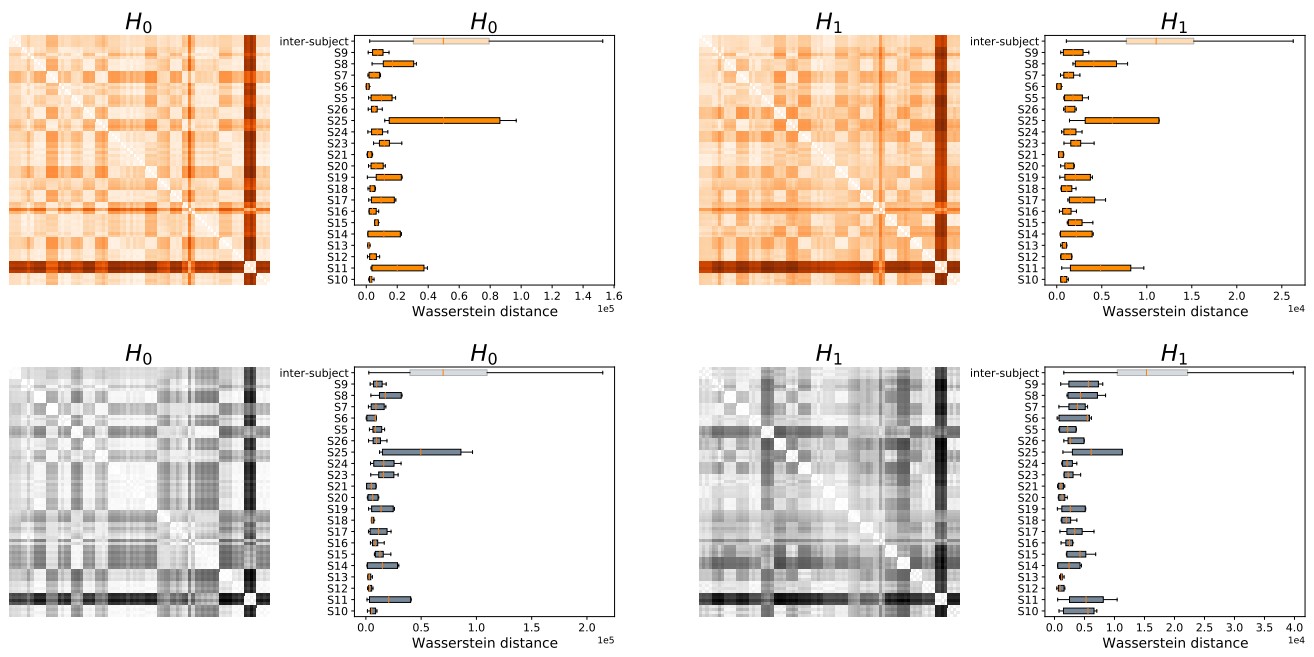 H0
H0
inter-subject
S9
S8
S7
S6
S5
S26
S25
S24
S23
S21
S20
S19
S18
S17
S16
S15
S14
S13
S12
S11
S10
0.0 0.2 0.4 0.6 0.8 1.0 1.2 1.4 1.6
1e5
Wasserstein distance
H1
H1
inter-subject
S9
S8
S7
S6
S5
S26
S25
S24
S23
S21
S20
S19
S18
S17
S16
S15
S14
S13
S12
S11
S10
0.0 0.5 1.0 1.5 2.0 2.5
1e4
Wasserstein distance
H0
H0
inter-subject
S9
S8
S7
S6
S5
S26
S25
S24
S23
S21
S20
S19
S18
S17
S16
S15
S14
S13
S12
S11
S10
0.0 0.5 1.0 1.5 2.0
1e5
Wasserstein distance
H1
H1
inter-subject
S9
S8
S7
S6
S5
S26
S25
S24
S23
S21
S20
S19
S18
S17
S16
S15
S14
S13
S12
S11
S10
0.0 0.5 1.0 1.5 2.0 2.5 3.0 3.5 4.0
1e4
Wasserstein distance